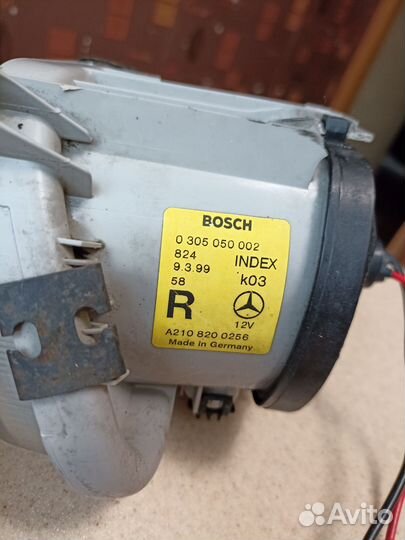 BOSCH
0 305 050 002
824 INDEX
9.3.99
58 k03
R
12V
A210 820 0256
Made in Germany
Avito